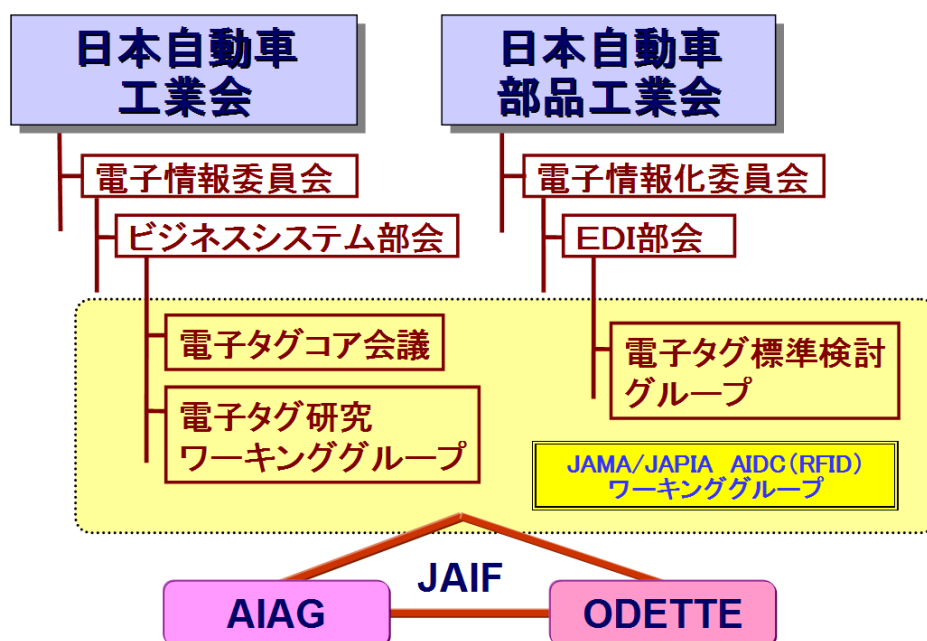 日本自動車
工業会
日本自動車
部品工業会
電子情報委員会
電子情報化委員会
ビジネスシステム部会
EDI部会
電子タグコア会議
電子タグ標準検討
グループ
電子タグ研究
ワーキンググループ
JAMA/JAPIA AIDC(RFID)
ワーキンググループ
JAIF
AIAG
ODETTE